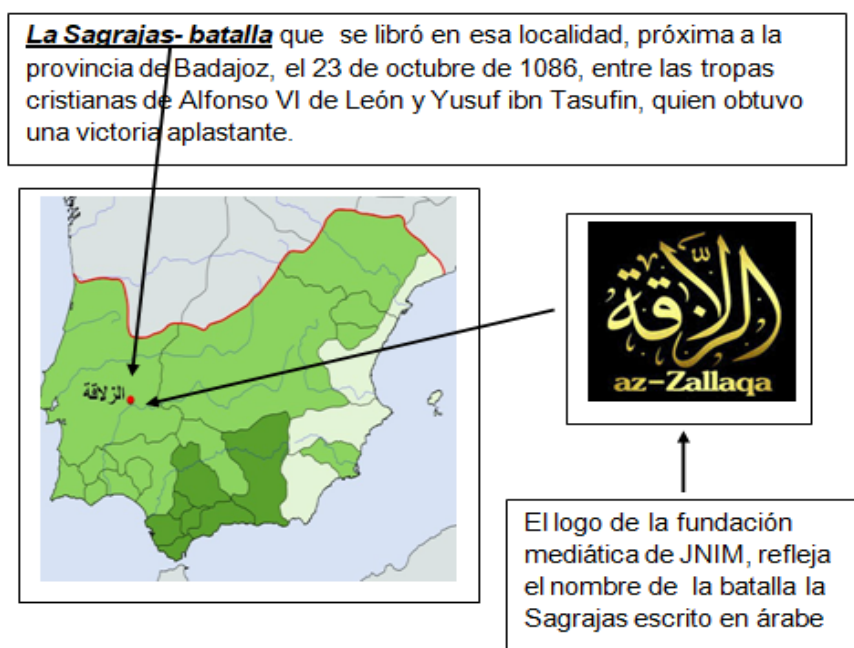 La Sagrajas- batalla que se libró en esa localidad, próxima a la
provincia de Badajoz, el 23 de octubre de 1086, entre las tropas
cristianas de Alfonso VI de León y Yusuf ibn Tasufin, quien obtuvo
una victoria aplastante.
الزلاقة
الزَّلاقة
az-Zallaqa
El logo de la fundación
mediática de JNIM, refleja
el nombre de la batalla la
Sagrajas escrito en árabe